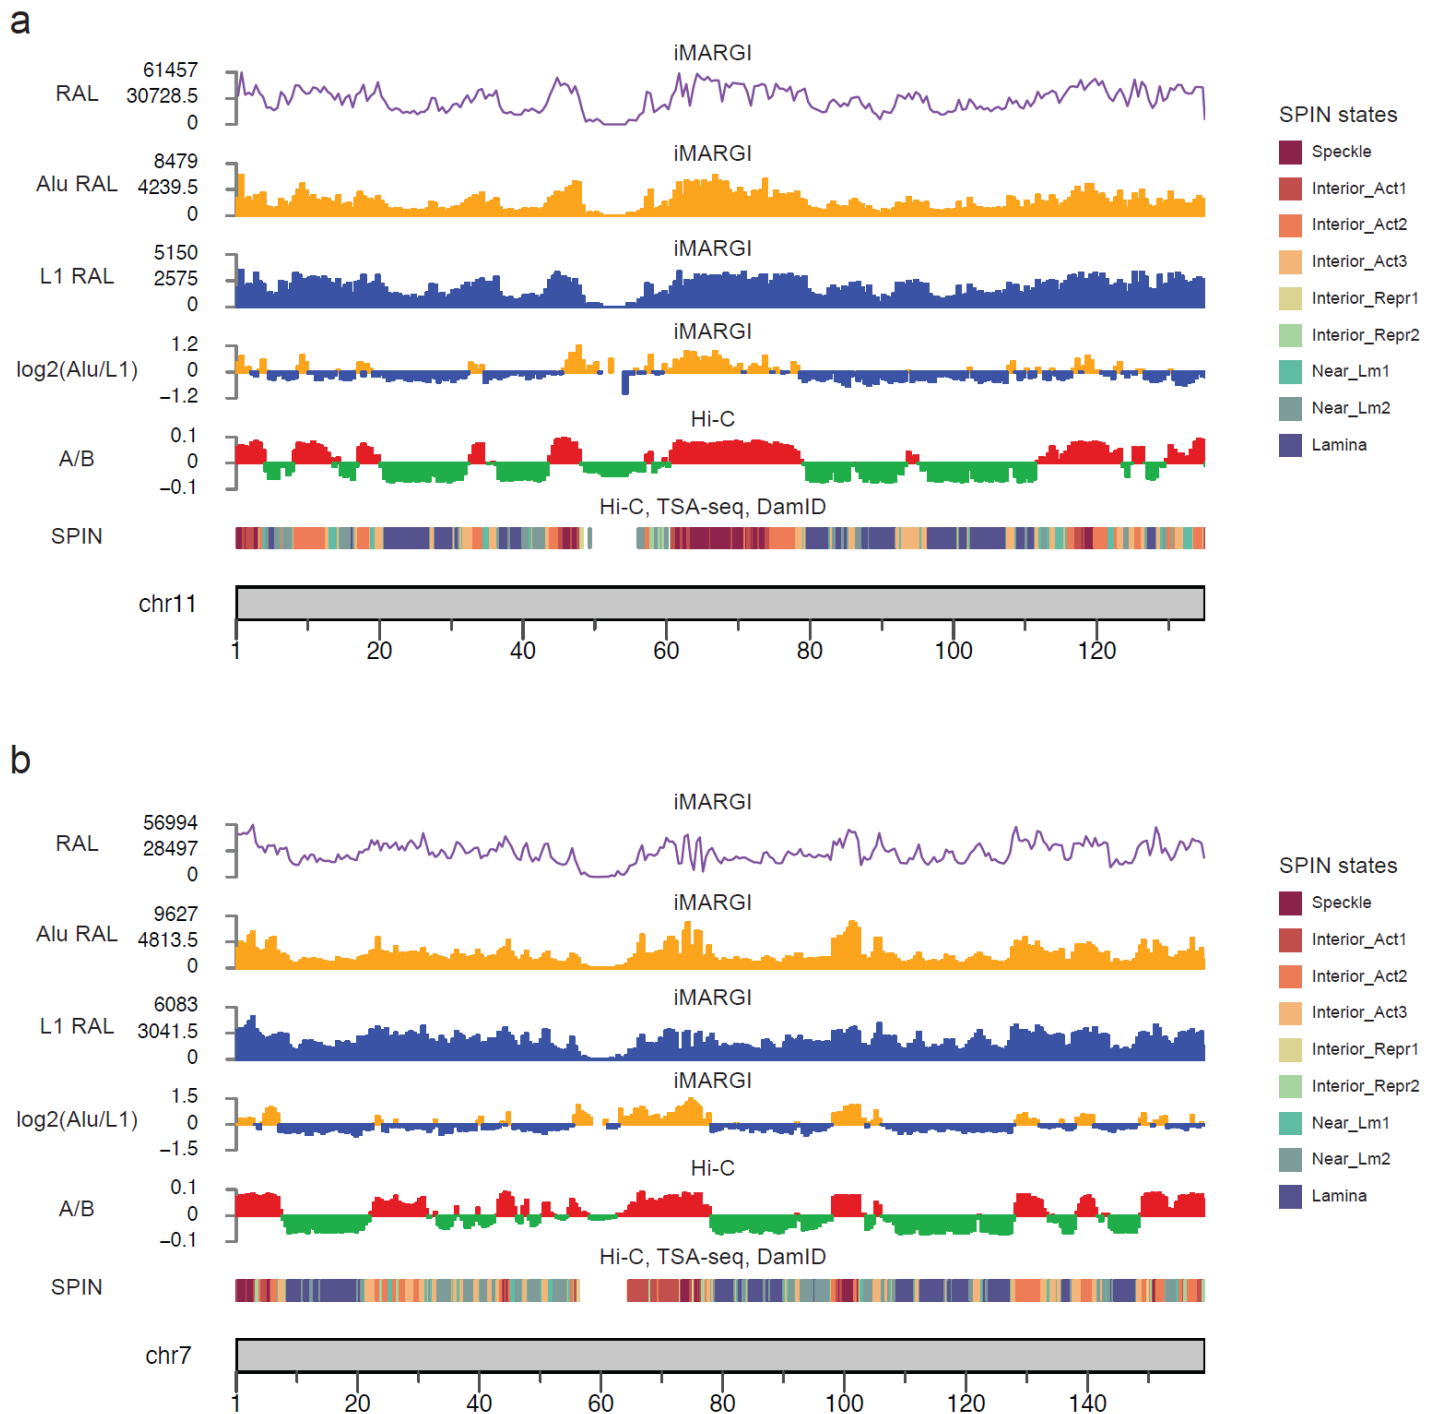 a
iMARGI
RAL
61457
30728.5
0
iMARGI
Alu RAL
8479
4239.5
0
iMARGI
L1 RAL
5150
2575
0
iMARGI
log2(Alu/L1)
1.2
0
−1.2
Hi-C
A/B
0.1
0
−0.1
Hi-C, TSA-seq, DamID
SPIN
chr11
1 20 40 60 80 100 120
SPIN states
Speckle
Interior_Act1
Interior_Act2
Interior_Act3
Interior_Repr1
Interior_Repr2
Near_Lm1
Near_Lm2
Lamina
b
iMARGI
RAL
56994
28497
0
iMARGI
Alu RAL
9627
4813.5
0
iMARGI
L1 RAL
6083
3041.5
0
iMARGI
log2(Alu/L1)
1.5
0
−1.5
Hi-C
A/B
0.1
0
−0.1
Hi-C, TSA-seq, DamID
SPIN
chr7
1 20 40 60 80 100 120 140
SPIN states
Speckle
Interior_Act1
Interior_Act2
Interior_Act3
Interior_Repr1
Interior_Repr2
Near_Lm1
Near_Lm2
Lamina